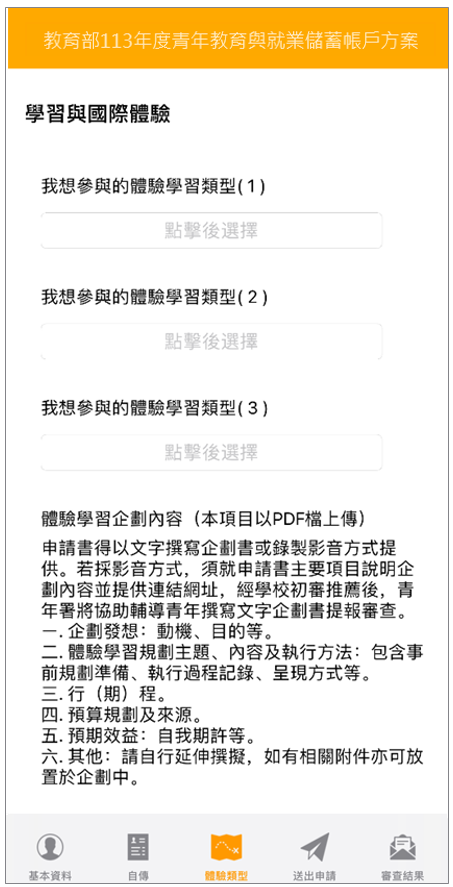 教育部113年度青年教育與就業儲蓄帳戶方案
學習與國際體驗
我想參與的體驗學習類型(1)
點擊後選擇
我想參與的體驗學習類型(2)
點擊後選擇
我想參與的體驗學習類型(3)
點擊後選擇
體驗學習企劃內容（本項目以PDF檔上傳）
申請書得以文字撰寫企劃書或錄製影音方式提
供。若採影音方式，須就申請書主要項目說明企
劃內容並提供連結網址，經學校初審推薦後，青
年署將協助輔導青年撰寫文字企劃書提報審查。
一. 企劃發想：動機、目的等。
二. 體驗學習規劃主題、內容及執行方法：包含事
前規劃準備、執行過程記錄、呈現方式等。
三. 行（期）程。
四. 預算規劃及來源。
五. 預期效益：自我期許等。
六. 其他：請自行延伸撰擬，如有相關附件亦可放
置於企劃中。
基本資料 自傳 體驗類型 送出申請 審查結果